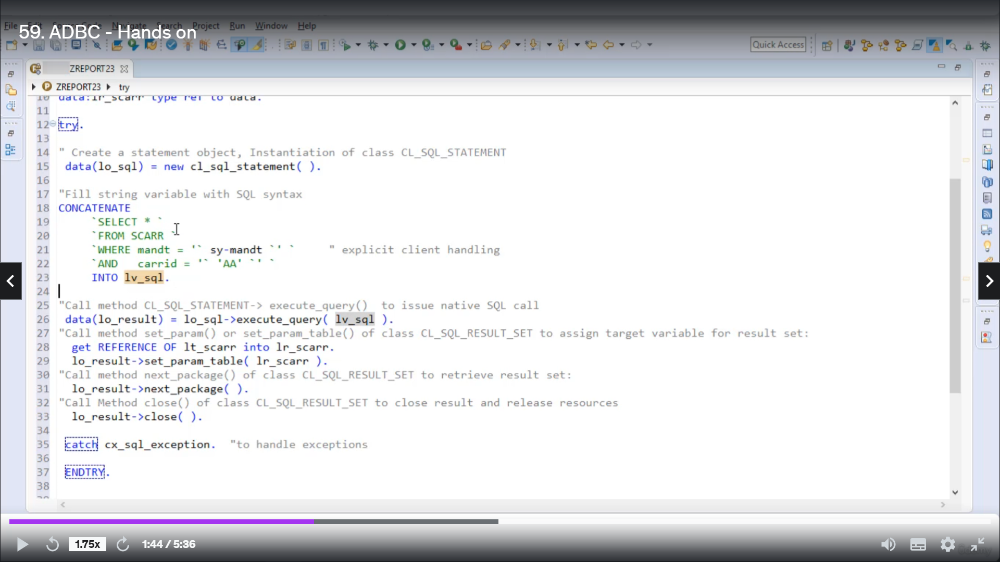 File Edit Source Code Navigate Search Project Run Window Help
59. ADBC - Hands on
Quick Access
ZREPORT23
ZREPORT23 try
10 data:lr_scarr type ref to data.
11
12 try.
13
14 " Create a statement object, Instantiation of class CL_SQL_STATEMENT
15 data(lo_sql) = new cl_sql_statement( ).
16
17 "Fill string variable with SQL syntax
18 CONCATENATE
19 `SELECT * `
20 `FROM SCARR `
21 `WHERE mandt = '` sy-mandt `' ` " explicit client handling
22 `AND   carrid = '` 'AA' `' `
23 INTO lv_sql.
24
25 "Call method CL_SQL_STATEMENT-> execute_query()  to issue native SQL call
26 data(lo_result) = lo_sql->execute_query( lv_sql ).
27 "Call method set_param() or set_param_table() of class CL_SQL_RESULT_SET to assign target variable for result set:
28 get REFERENCE OF lt_scarr into lr_scarr.
29 lo_result->set_param_table( lr_scarr ).
30 "Call method next_package() of class CL_SQL_RESULT_SET to retrieve result set:
31 lo_result->next_package( ).
32 "Call Method close() of class CL_SQL_RESULT_SET to close result and release resources
33 lo_result->close( ).
34
35 catch cx_sql_exception.  "to handle exceptions
36
37 ENDTRY.
38
1.75x 1:44 / 5:36
ûdemy